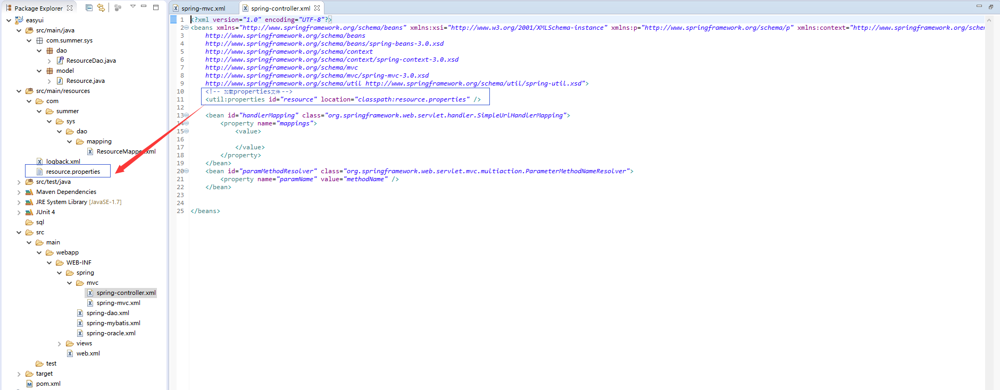 Package Explorer
easyui
src/main/java
com.summer.sys
dao
ResourceDao.java
model
Resource.java
src/main/resources
com
summer
sys
dao
mapping
logback.xml
resource.properties
src/test/java
Maven Dependencies
JRE System Library [JavaSE-1.7]
JUnit 4
sql
src
main
webapp
WEB-INF
spring
mvc
spring-controller.xml
spring-mvc.xml
spring-dao.xml
spring-mybatis.xml
spring-oracle.xml
views
web.xml
test
target
pom.xml
spring-mvc.xml
spring-controller.xml
1 <?xml version="1.0" encoding="UTF-8"?>
2 <beans xmlns="http://www.springframework.org/schema/beans" xmlns:xsi="http://www.w3.org/2001/XMLSchema-instance" xmlns:p="http://www.springframework.org/schema/p" xmlns:context="http://www.springframework.org/schem
3 http://www.springframework.org/schema/beans
4 http://www.springframework.org/schema/beans/spring-beans-3.0.xsd
5 http://www.springframework.org/schema/context
6 http://www.springframework.org/schema/context/spring-context-3.0.xsd
7 http://www.springframework.org/schema/mvc
8 http://www.springframework.org/schema/mvc/spring-mvc-3.0.xsd
9 http://www.springframework.org/schema/util http://www.springframework.org/schema/util/spring-util.xsd">
10 <!-- 加载properties文件 -->
11 <util:properties id="resource" location="classpath:resource.properties" />
12
13 <bean id="handlerMapping" class="org.springframework.web.servlet.handler.SimpleUrlHandlerMapping">
14 <property name="mappings">
15 <value>
16
17 </value>
18 </property>
19 </bean>
20 <bean id="paramMethodResolver" class="org.springframework.web.servlet.mvc.multiaction.ParameterMethodNameResolver">
21 <property name="paramName" value="methodName" />
22 </bean>
23
24
25 </beans>